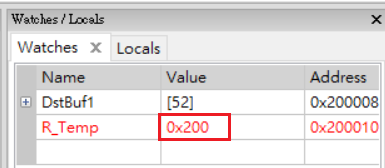 Watches / Locals X
Watches X Locals
Name Value Address
DstBuf1 [52] 0x200008
R_Temp 0x200 0x200010